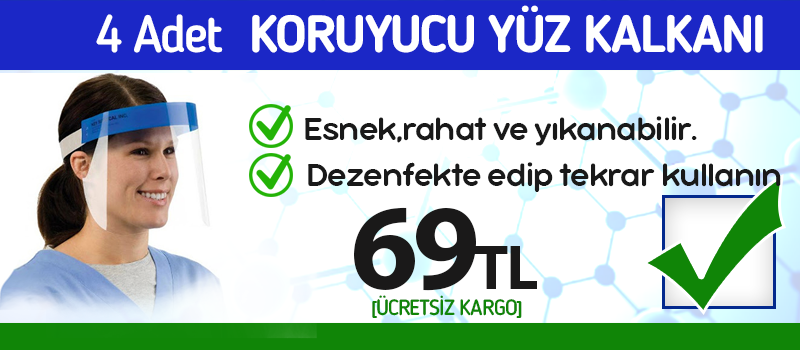 4 Adet KORUYUCU YÜZ KALKANI
Esnek,rahat ve yıkanabilir.
Dezenfekte edip tekrar kullanın
69TL
[ÜCRETSİZ KARGO]